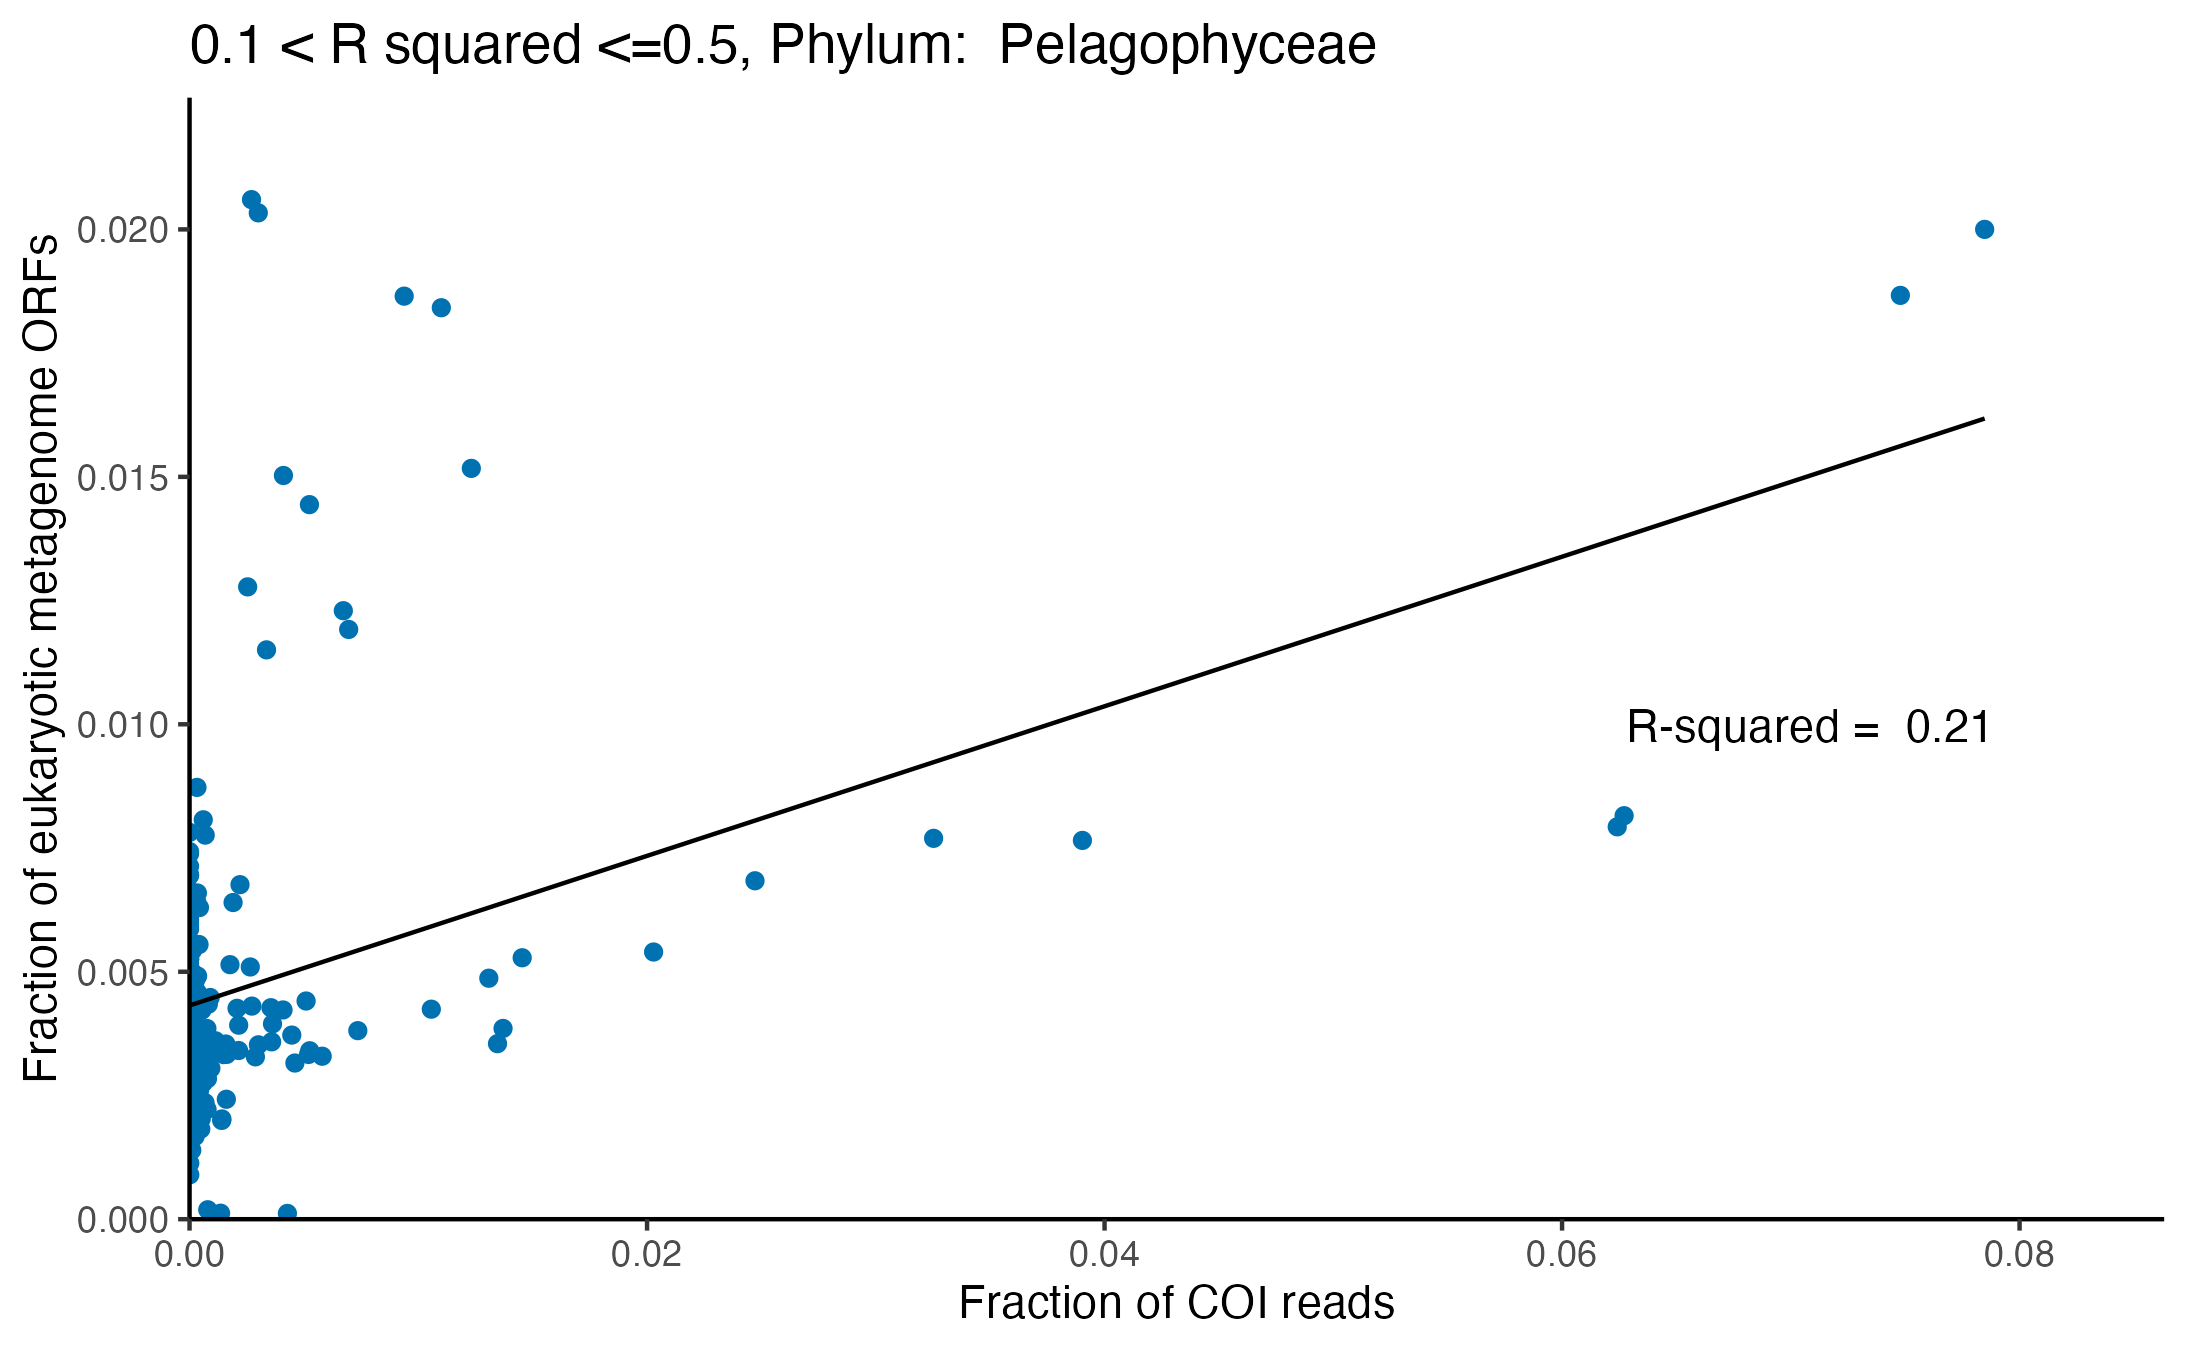 0.1 < R squared <=0.5, Phylum:  Pelagophyceae
Fraction of eukaryotic metagenome ORFs
0.020
0.015
0.010
0.005
0.000
R-squared =  0.21
0.00 0.02 0.04 0.06 0.08
Fraction of COI reads